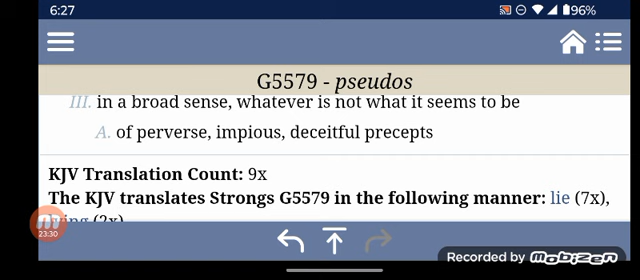 6:27
96%
G5579 - pseudos
III. in a broad sense, whatever is not what it seems to be
A. of perverse, impious, deceitful precepts
KJV Translation Count: 9x
The KJV translates Strongs G5579 in the following manner: lie (7x),
(2x)
23:30
Recorded by Mobizen